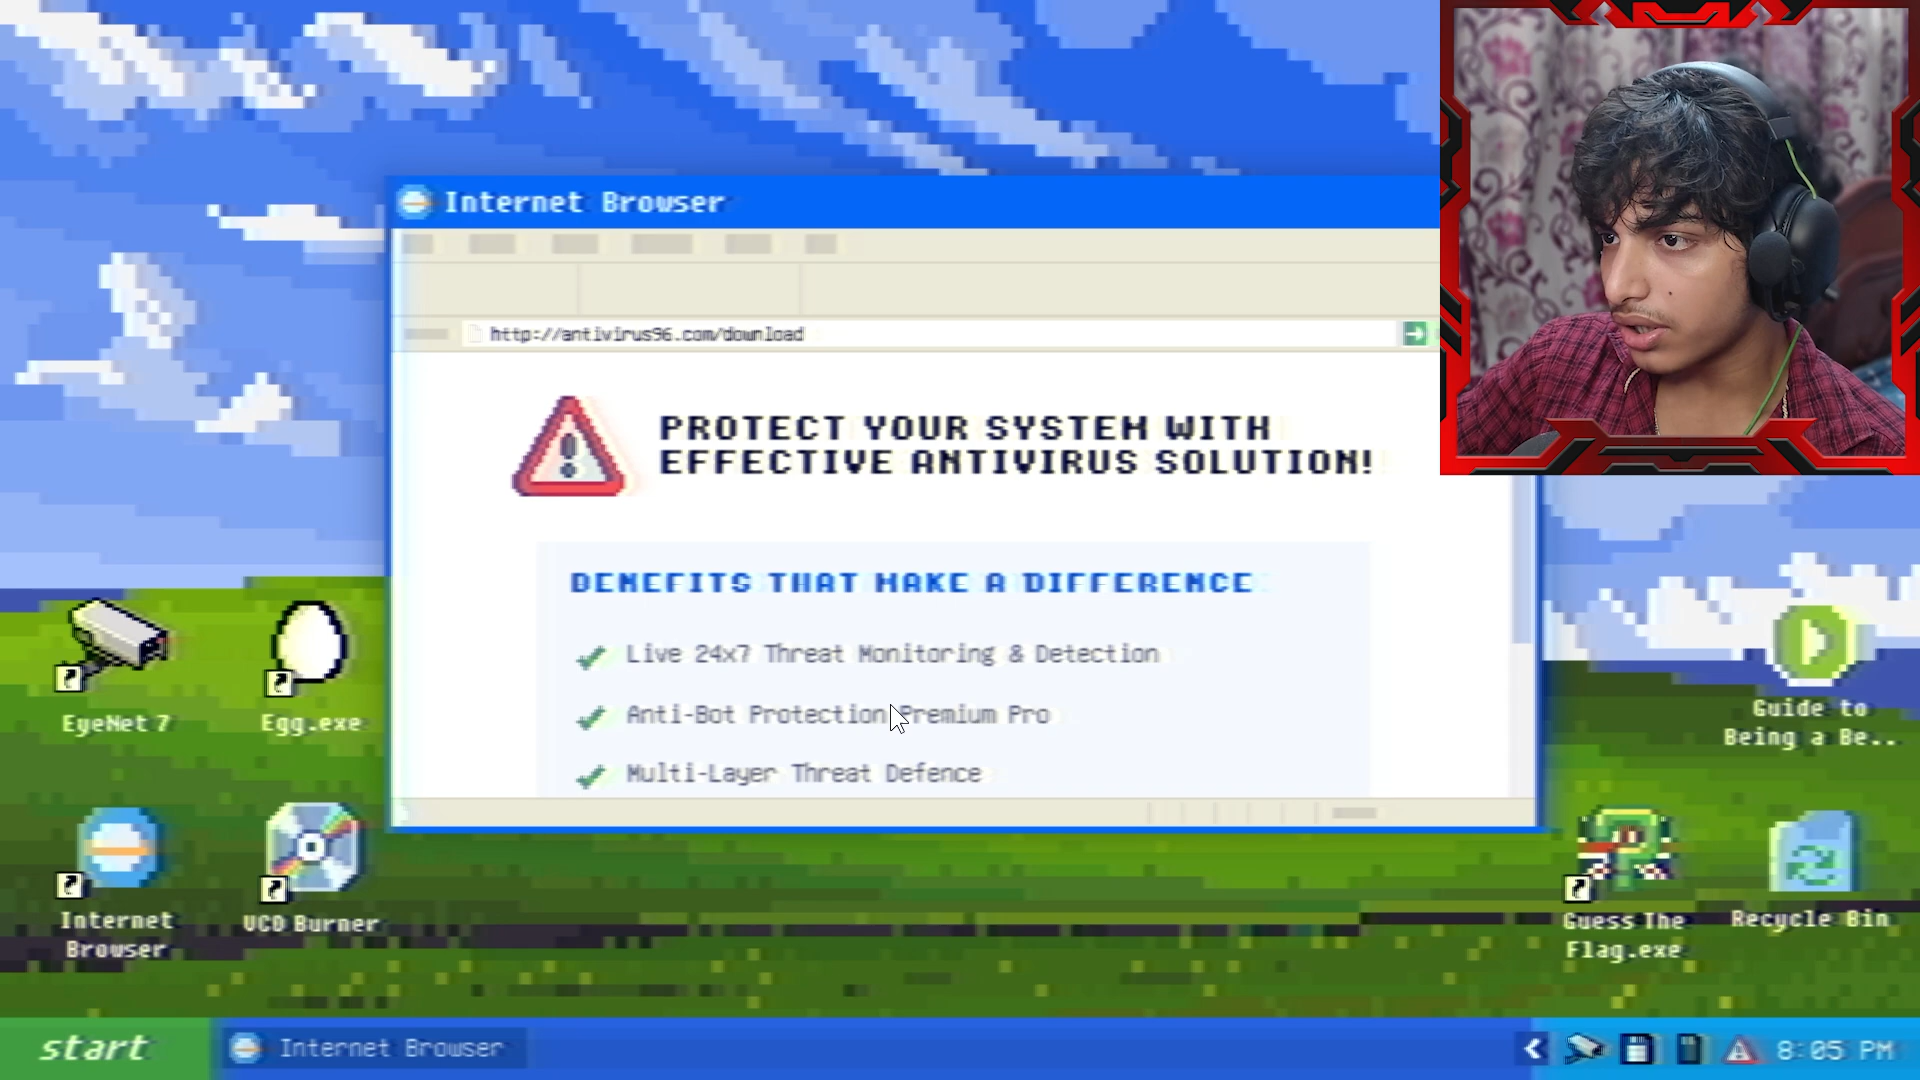 Internet Browser
http://antivirus96.com/download
PROTECT YOUR SYSTEM WITH
EFFECTIVE ANTIVIRUS SOLUTION!
BENEFITS THAT MAKE A DIFFERENCE
Live 24x7 Threat Monitoring & Detection
Anti-Bot Protection Premium Pro
Multi-Layer Threat Defence
EyeNet 7
Egg.exe
Internet
Browser
VCD Burner
Guide to
Being a Be..
Guess The
Flag.exe
Recycle Bin
start
Internet Browser
8:05 PM